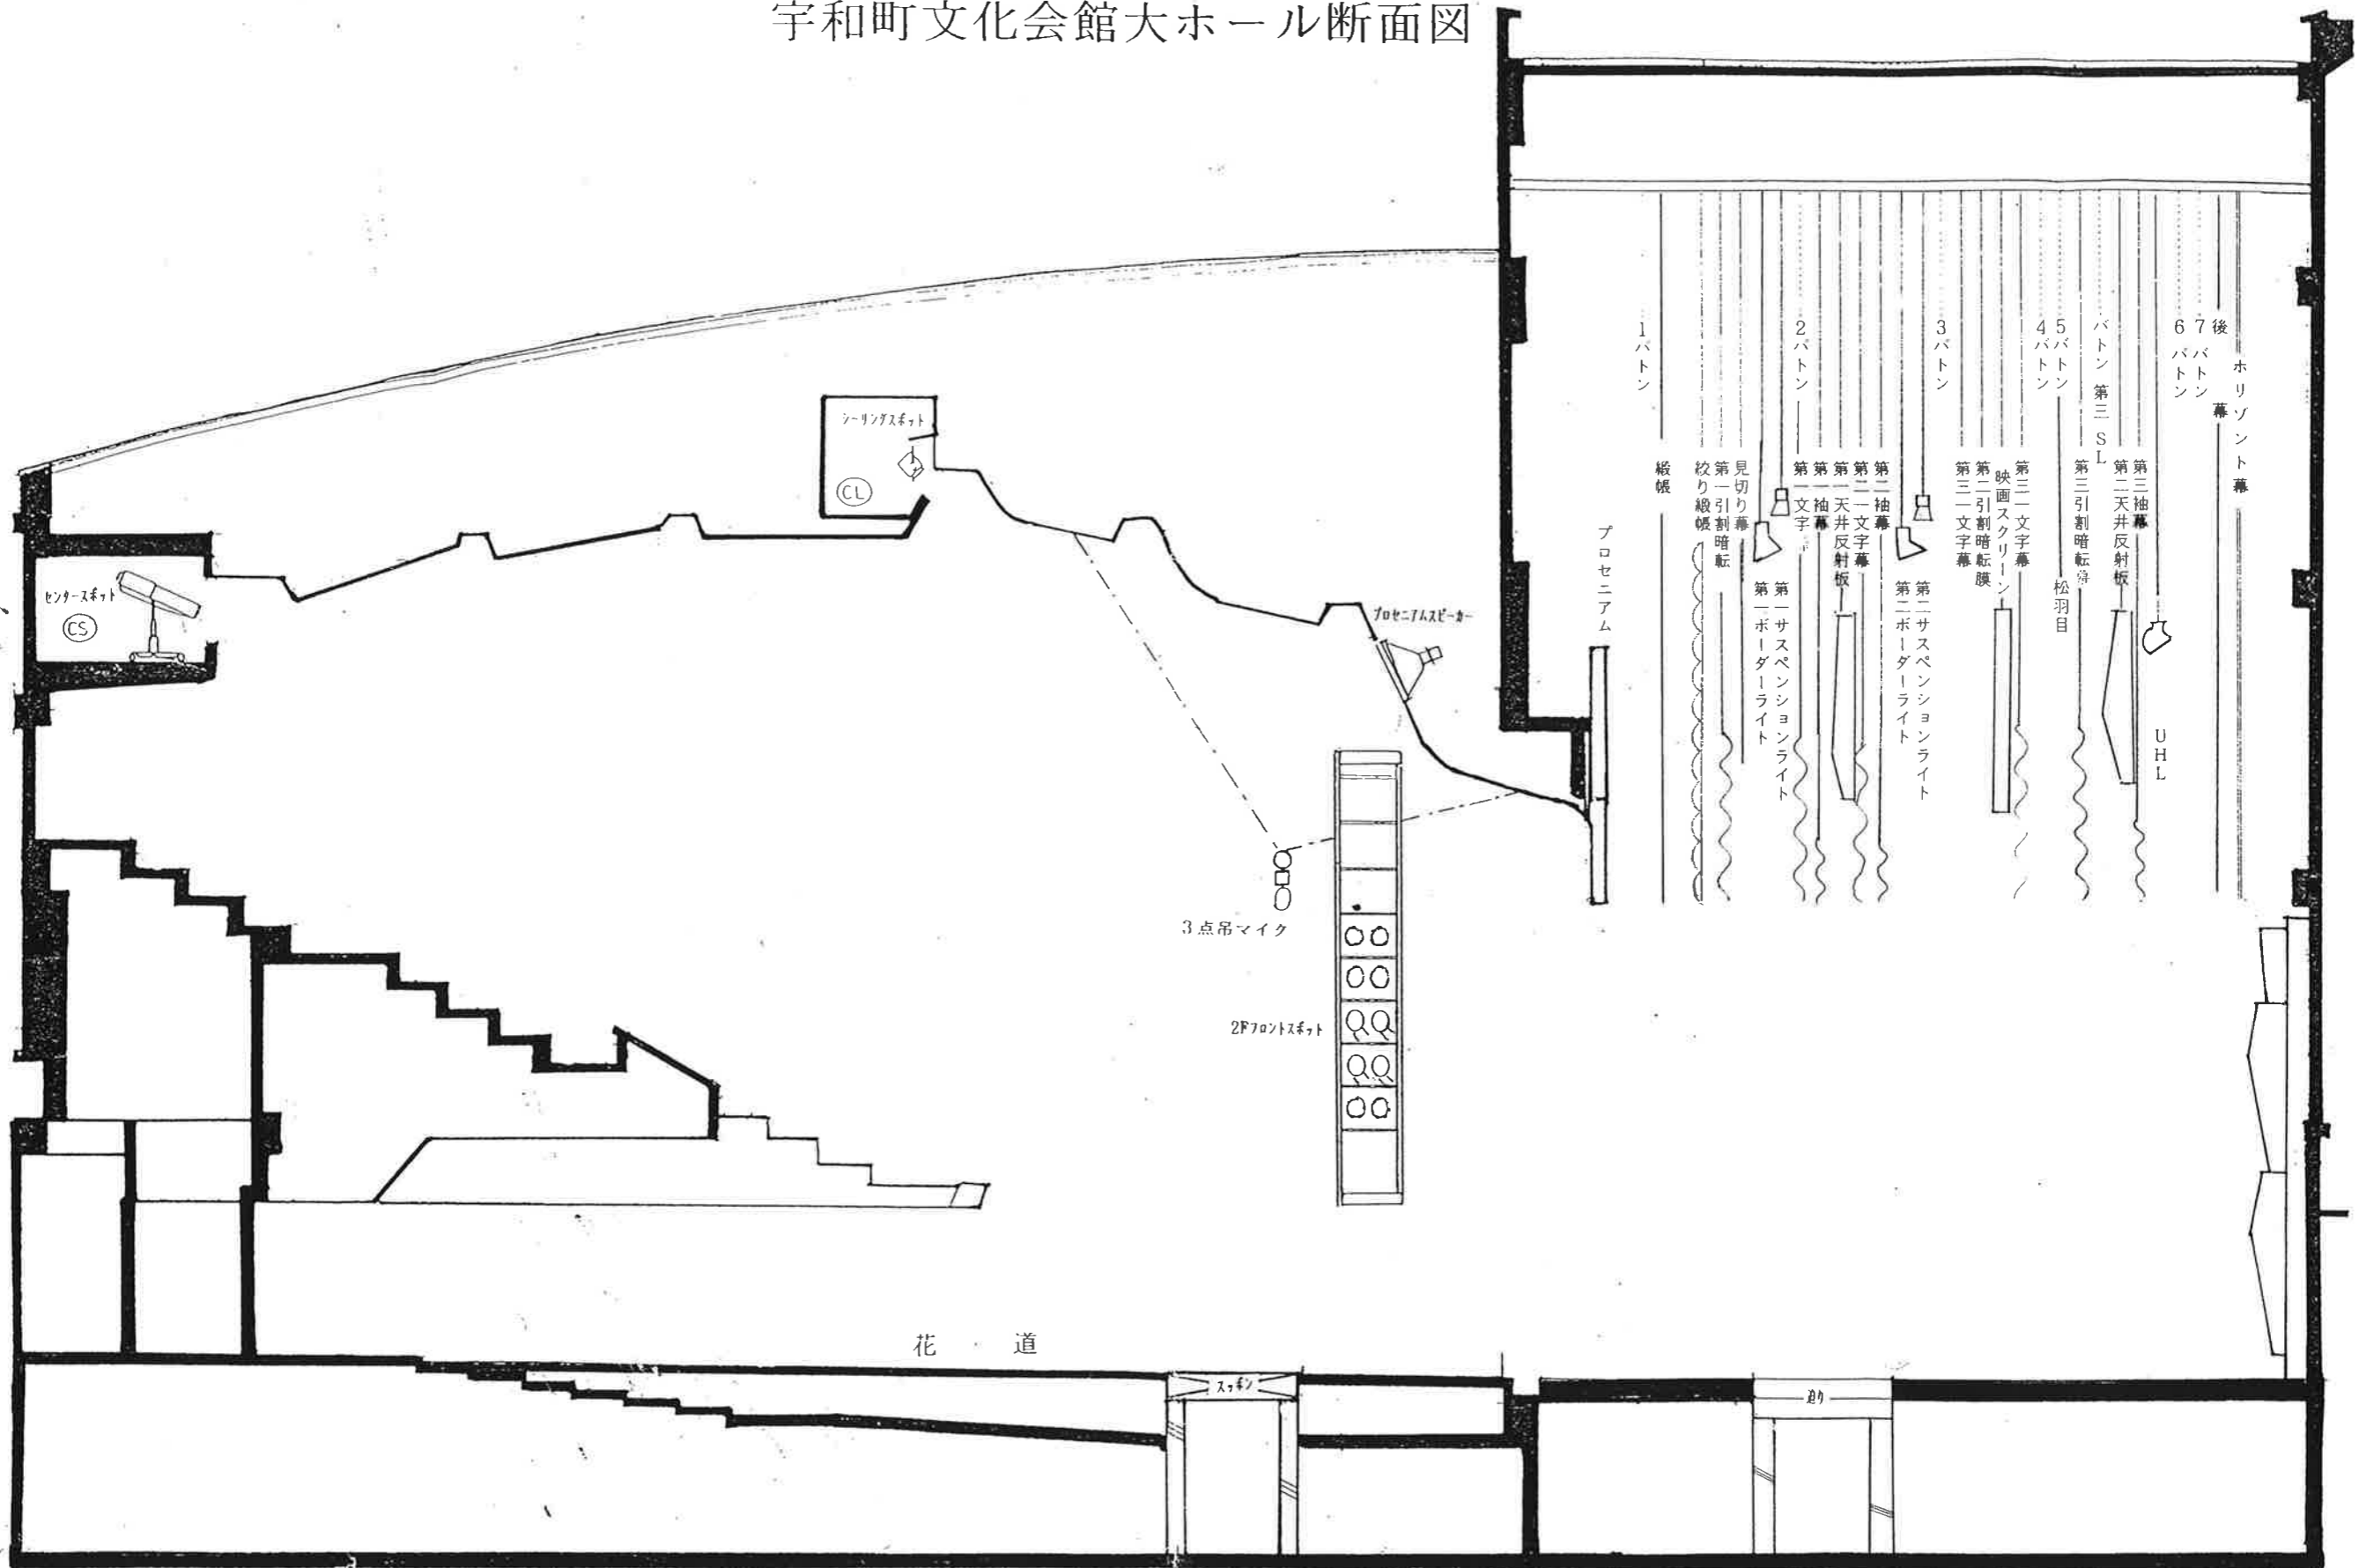 宇和町文化会館大ホール断面図
シーリングスポット
CL
センタースポット
CS
プロセニアムスピーカー
プロセニアム
3点吊マイク
2Fフロントスポット
花道
スッポン
迫り
1バトン
緞帳
絞り緞帳
第一引割暗転
見切り幕
第一ボーダーライト
第一サスペンションライト
2バトン
第一文字
第一袖幕
第一天井反射板
第二一文字幕
第二袖幕
第二ボーダーライト
第二サスペンションライト
3バトン
第三一文字幕
第二引割暗転膜
映画スクリーン
第三一文字幕
4バトン
5バトン
松羽目
第三引割暗転幕
バトン 第三 SL
第二天井反射板
第三袖幕
UHL
6バトン
7バトン
後幕
ホリゾント幕